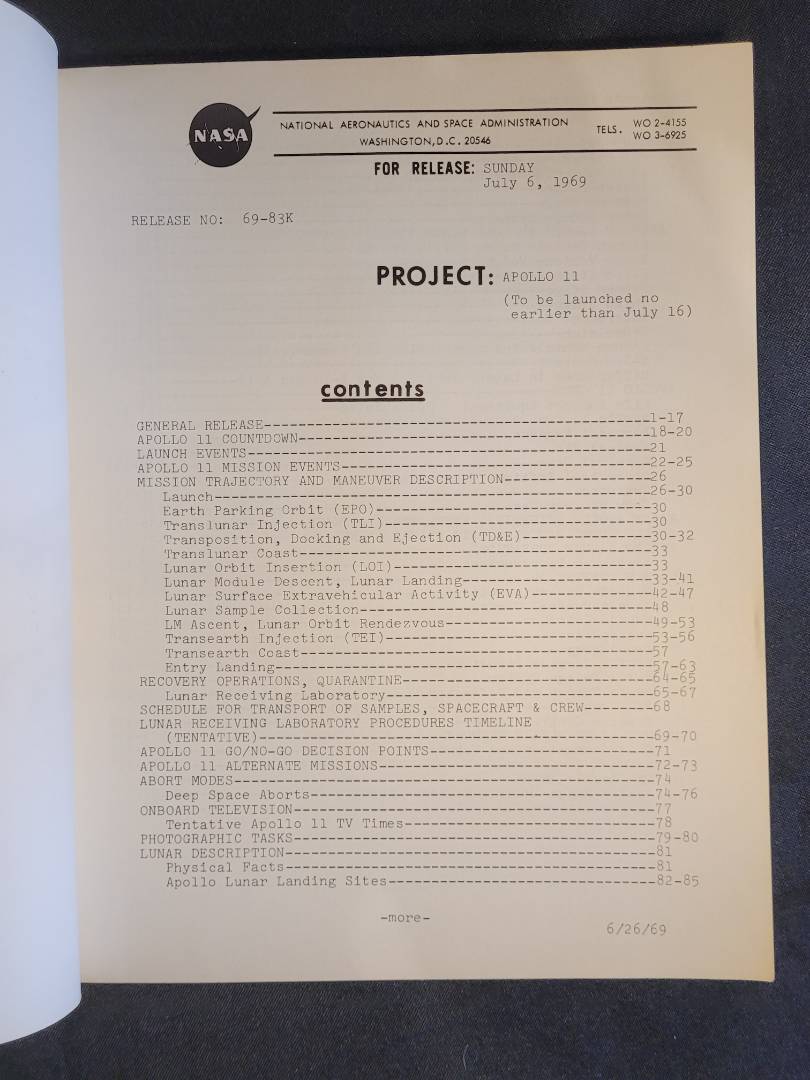 NASA
NATIONAL AERONAUTICS AND SPACE ADMINISTRATION
WASHINGTON, D.C. 20546
TELS. WO 2-4155
WO 3-6925
FOR RELEASE: SUNDAY
July 6, 1969
RELEASE NO: 69-83K
PROJECT: APOLLO 11
(To be launched no
earlier than July 16)
contents
GENERAL RELEASE---------------------------------------------1-17
APOLLO 11 COUNTDOWN-----------------------------------------18-20
LAUNCH EVENTS-----------------------------------------------21
APOLLO 11 MISSION EVENTS------------------------------------22-25
MISSION TRAJECTORY AND MANEUVER DESCRIPTION-----------------26
Launch---------------------------------------------------26-30
Earth Parking Orbit (EPO)--------------------------------30
Translunar Injection (TLI)-------------------------------30
Transposition, Docking and Ejection (TD&E)---------------30-32
Translunar Coast-----------------------------------------33
Lunar Orbit Insertion (LOI)------------------------------33
Lunar Module Descent, Lunar Landing----------------------33-41
Lunar Surface Extravehicular Activity (EVA)--------------42-47
Lunar Sample Collection----------------------------------48
LM Ascent, Lunar Orbit Rendezvous------------------------49-53
Transearth Injection (TEI)-------------------------------53-56
Transearth Coast-----------------------------------------57
Entry Landing--------------------------------------------57-63
RECOVERY OPERATIONS, QUARANTINE-----------------------------64-65
Lunar Receiving Laboratory-------------------------------65-67
SCHEDULE FOR TRANSPORT OF SAMPLES, SPACECRAFT & CREW--------68
LUNAR RECEIVING LABORATORY PROCEDURES TIMELINE
(TENTATIVE)----------------------------------------------69-70
APOLLO 11 GO/NO-GO DECISION POINTS--------------------------71
APOLLO 11 ALTERNATE MISSIONS--------------------------------72-73
ABORT MODES-------------------------------------------------74
Deep Space Aborts----------------------------------------74-76
ONBOARD TELEVISION------------------------------------------77
Tentative Apollo 11 TV Times-----------------------------78
PHOTOGRAPHIC TASKS------------------------------------------79-80
LUNAR DESCRIPTION-------------------------------------------81
Physical Facts-------------------------------------------81
Apollo Lunar Landing Sites-------------------------------82-85
-more-
6/26/69